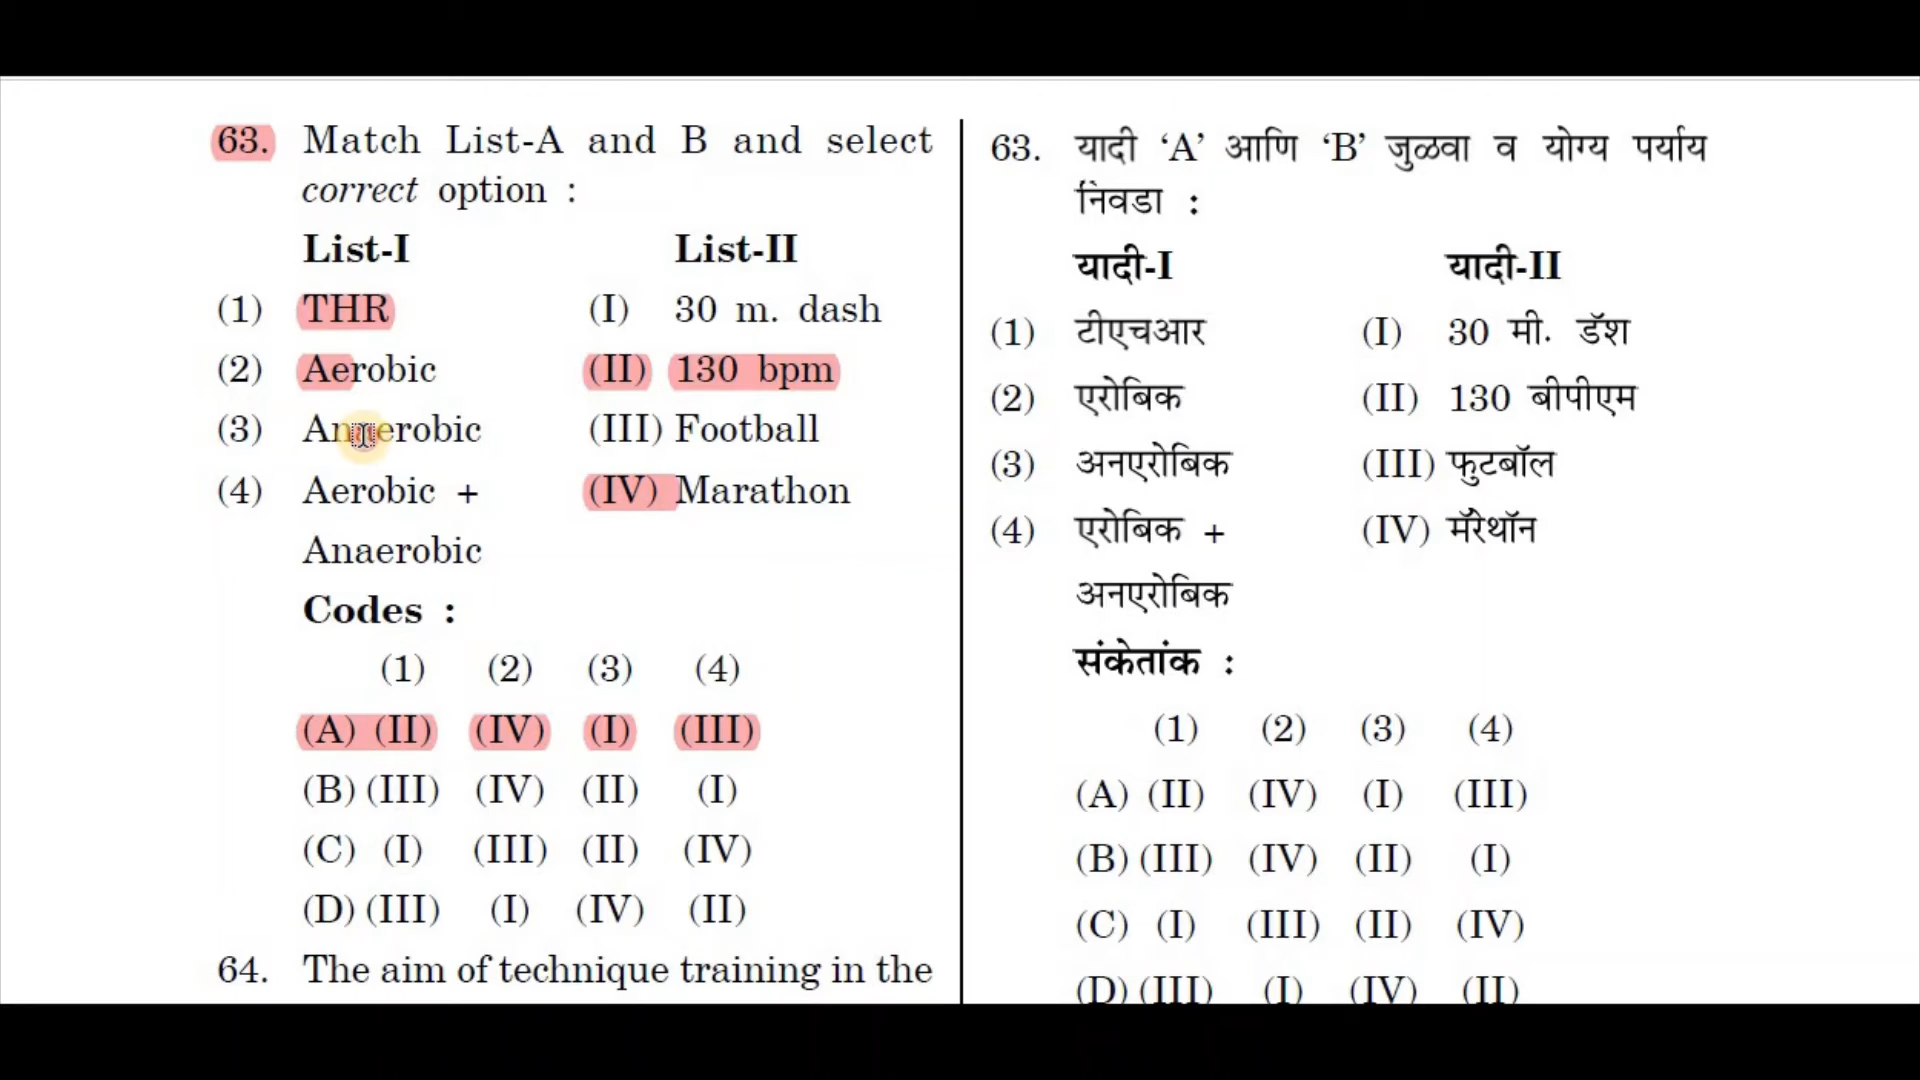 63. Match List-A and B and select
correct option :
List-I List-II
(1) THR (I) 30 m. dash
(2) Aerobic (II) 130 bpm
(3) Anaerobic (III) Football
(4) Aerobic + (IV) Marathon
Anaerobic
Codes :
(1) (2) (3) (4)
(A) (II) (IV) (I) (III)
(B) (III) (IV) (II) (I)
(C) (I) (III) (II) (IV)
(D) (III) (I) (IV) (II)
64. The aim of technique training in the
63. यादी ‘A’ आणि ‘B’ जुळवा व योग्य पर्याय
निवडा :
यादी-I यादी-II
(1) टीएचआर (I) 30 मी. डॅश
(2) एरोबिक (II) 130 बीपीएम
(3) अनएरोबिक (III) फुटबॉल
(4) एरोबिक + (IV) मॅरेथॉन
अनएरोबिक
संकेतांक :
(1) (2) (3) (4)
(A) (II) (IV) (I) (III)
(B) (III) (IV) (II) (I)
(C) (I) (III) (II) (IV)
(D) (III) (I) (IV) (II)